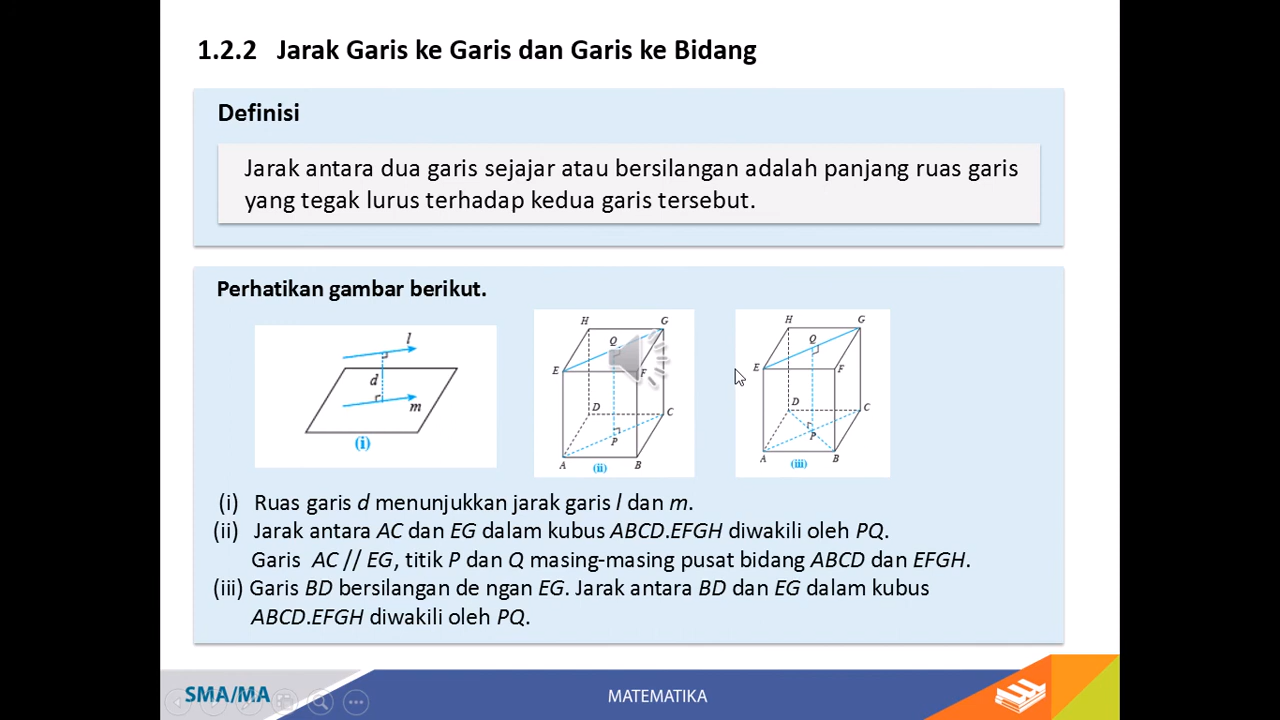 1.2.2 Jarak Garis ke Garis dan Garis ke Bidang
Definisi
Jarak antara dua garis sejajar atau bersilangan adalah panjang ruas garis
yang tegak lurus terhadap kedua garis tersebut.
Perhatikan gambar berikut.
l
d
m
(i)
H
G
Q
E
F
D
C
P
A
B
(ii)
H
G
Q
E
F
D
C
P
A
B
(iii)
(i) Ruas garis d menunjukkan jarak garis l dan m.
(ii) Jarak antara AC dan EG dalam kubus ABCD.EFGH diwakili oleh PQ.
Garis AC // EG, titik P dan Q masing-masing pusat bidang ABCD dan EFGH.
(iii) Garis BD bersilangan de ngan EG. Jarak antara BD dan EG dalam kubus
ABCD.EFGH diwakili oleh PQ.
SMA/MA
MATEMATIKA